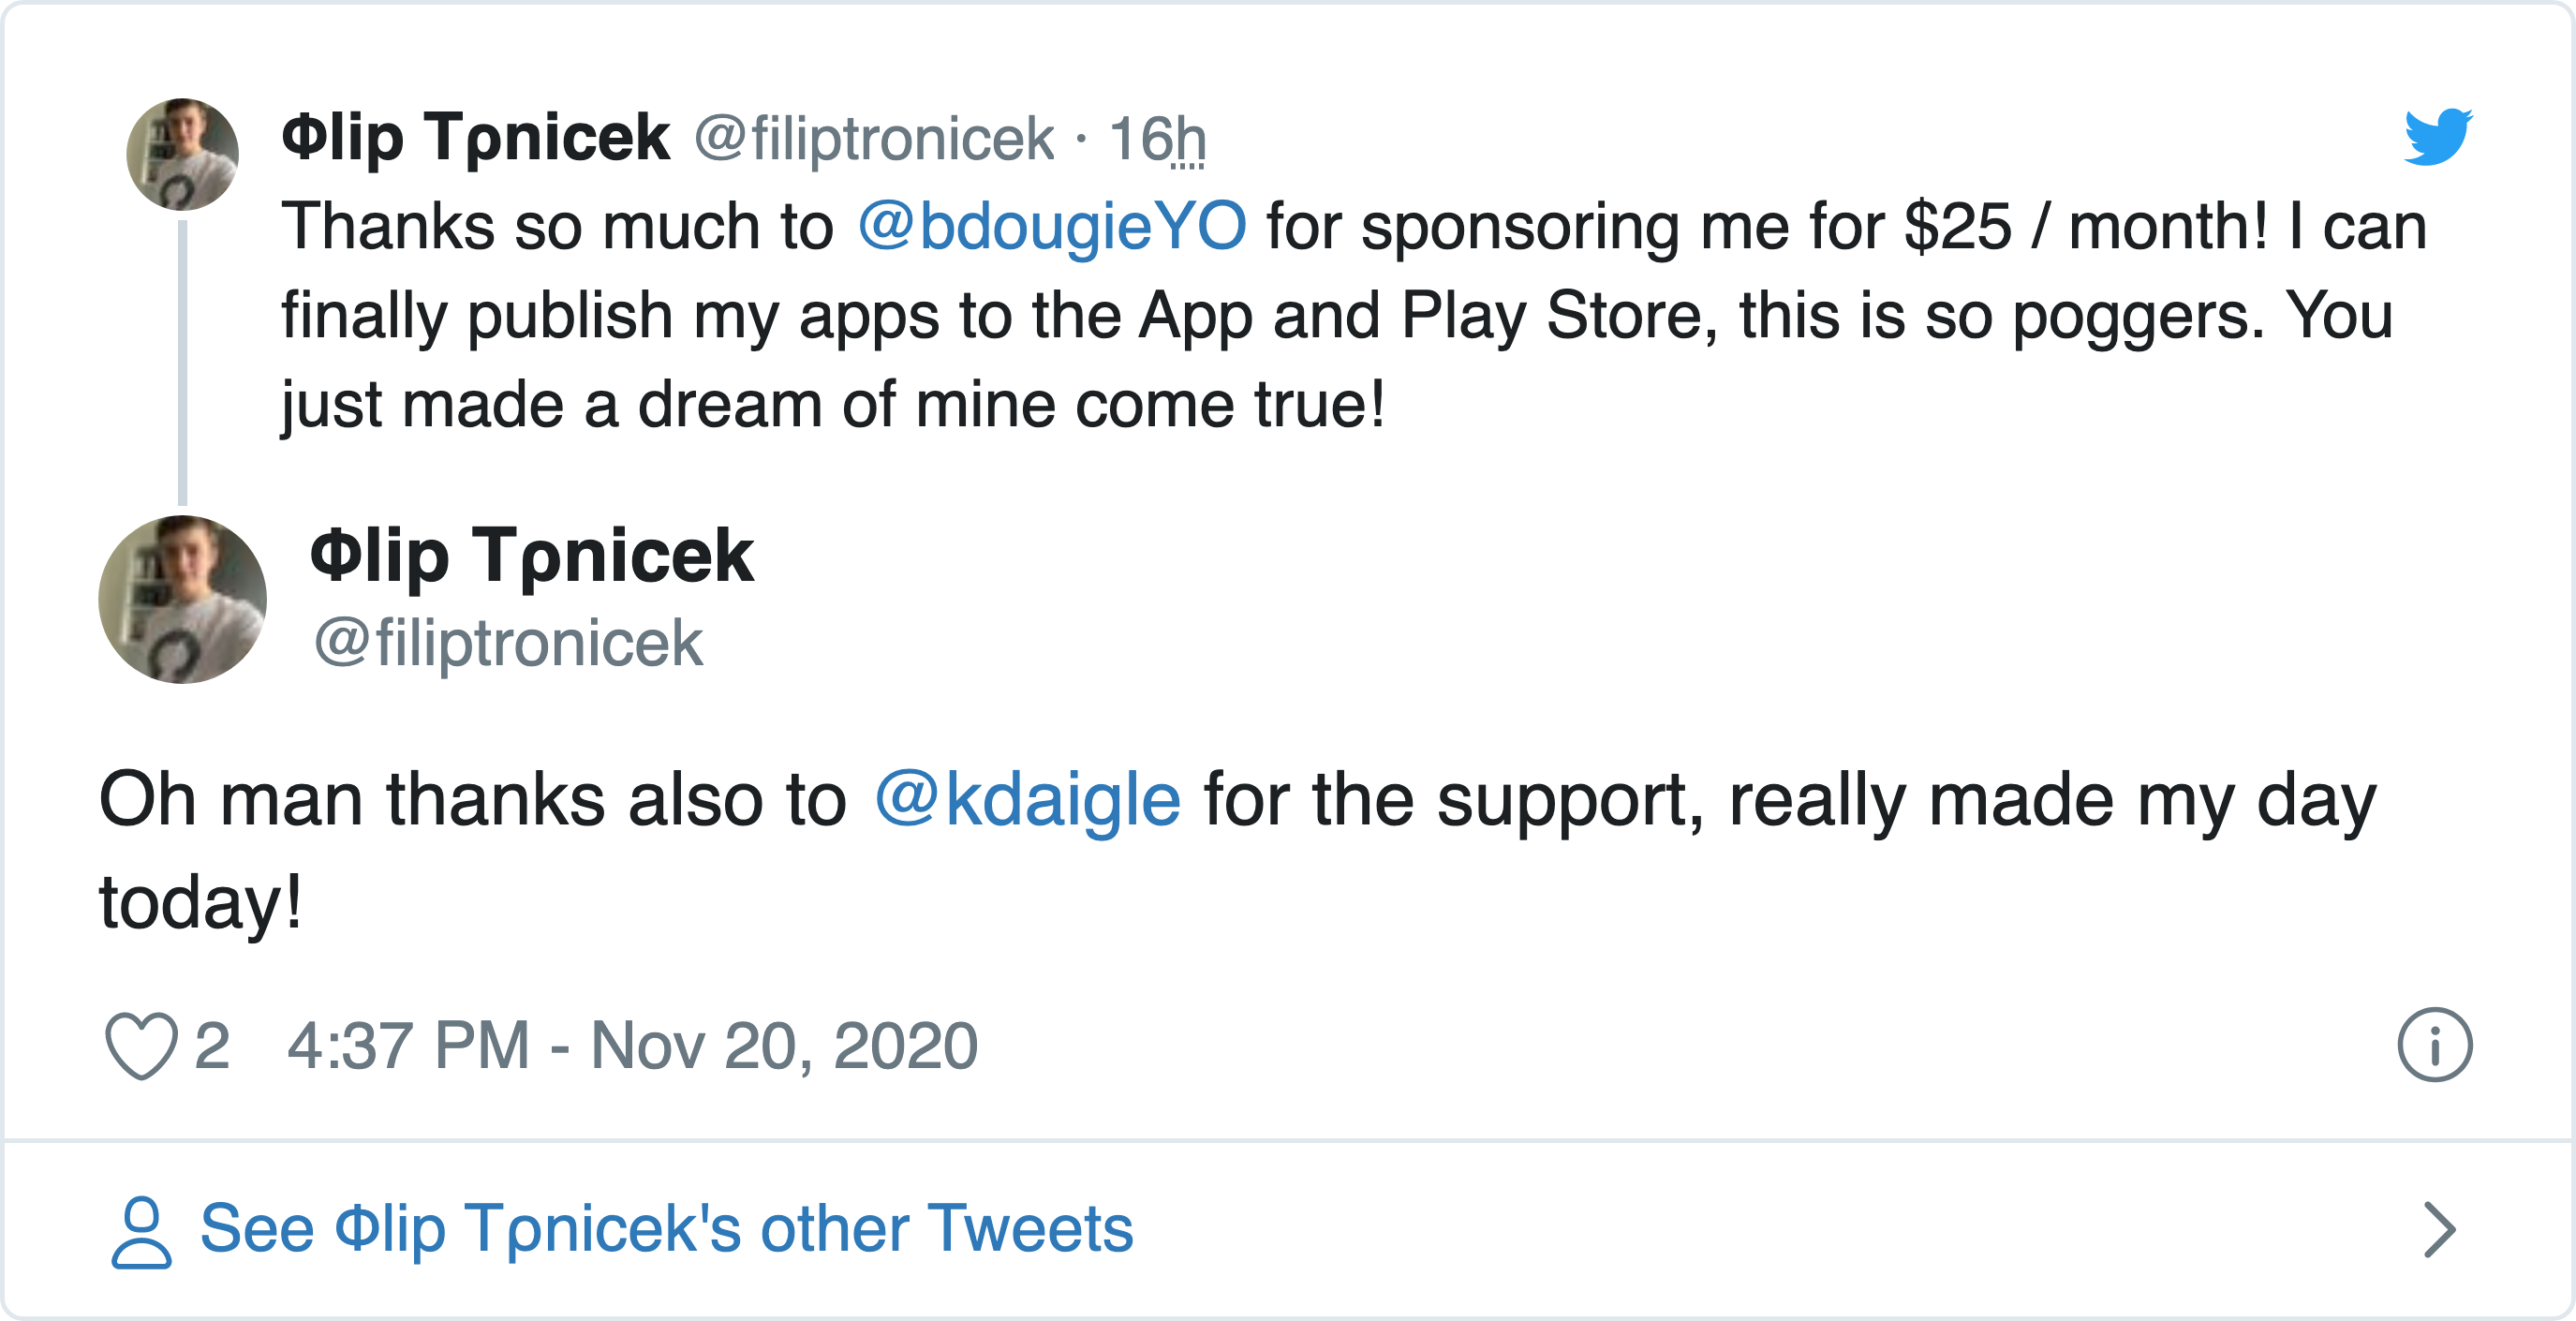 Φlip Tρnicek @filiptronicek · 16h
Thanks so much to @bdougieYO for sponsoring me for $25 / month! I can
finally publish my apps to the App and Play Store, this is so poggers. You
just made a dream of mine come true!
Φlip Tρnicek
@filiptronicek
Oh man thanks also to @kdaigle for the support, really made my day
today!
2 4:37 PM - Nov 20, 2020
See Φlip Tρnicek's other Tweets